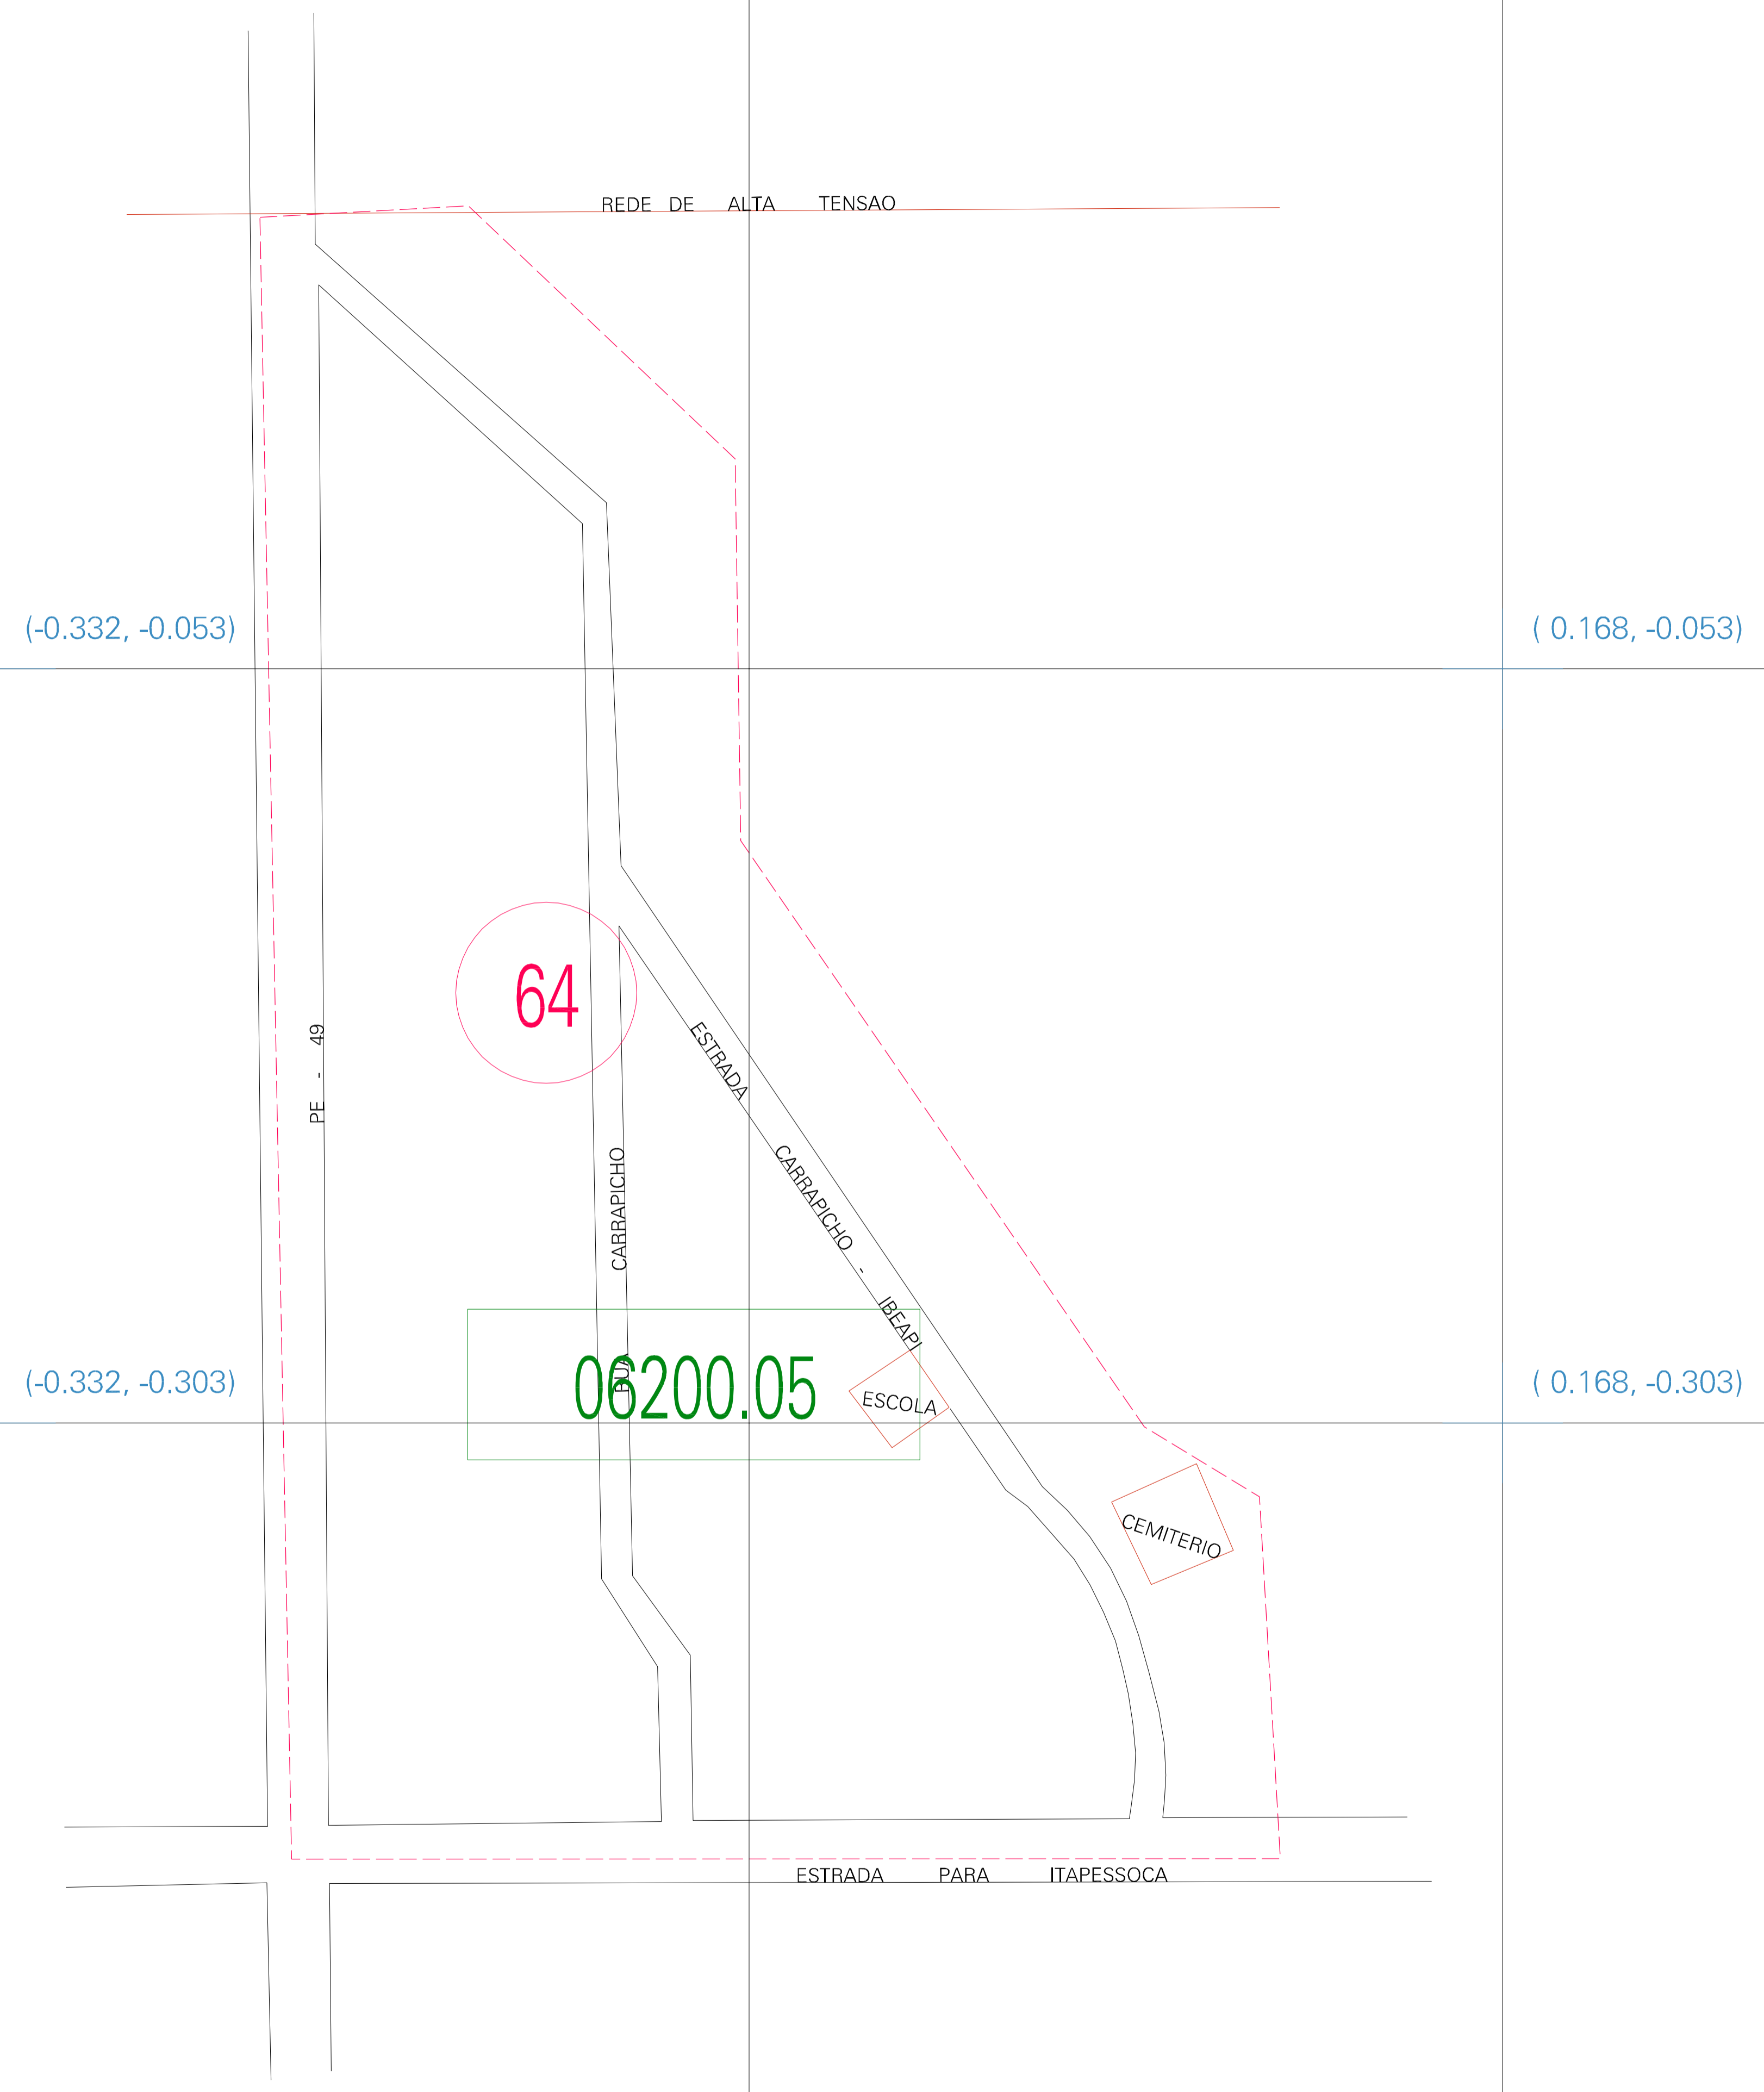 REDE DE ALTA TENSAO
(-0.332, -0.053)
( 0.168, -0.053)
64
PE - 49
ESTRADA CARRAPICHO - IBEAPI
RUA CARRAPICHO
06200.05
(-0.332, -0.303)
( 0.168, -0.303)
ESCOLA
CEMITERIO
ESTRADA PARA ITAPESSOCA